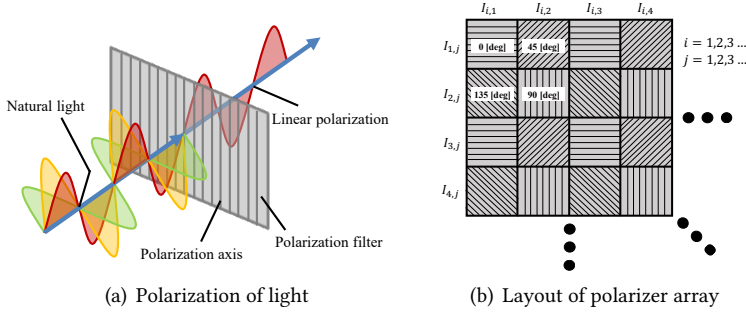 Natural light
Linear polarization
Polarization axis
Polarization filter
(a) Polarization of light
I_{i,1} I_{i,2} I_{i,3} I_{i,4}
I_{1,j}
0 [deg] 45 [deg]
i = 1,2,3 ...
j = 1,2,3 ...
I_{2,j}
135 [deg] 90 [deg]
I_{3,j}
I_{4,j}
(b) Layout of polarizer array